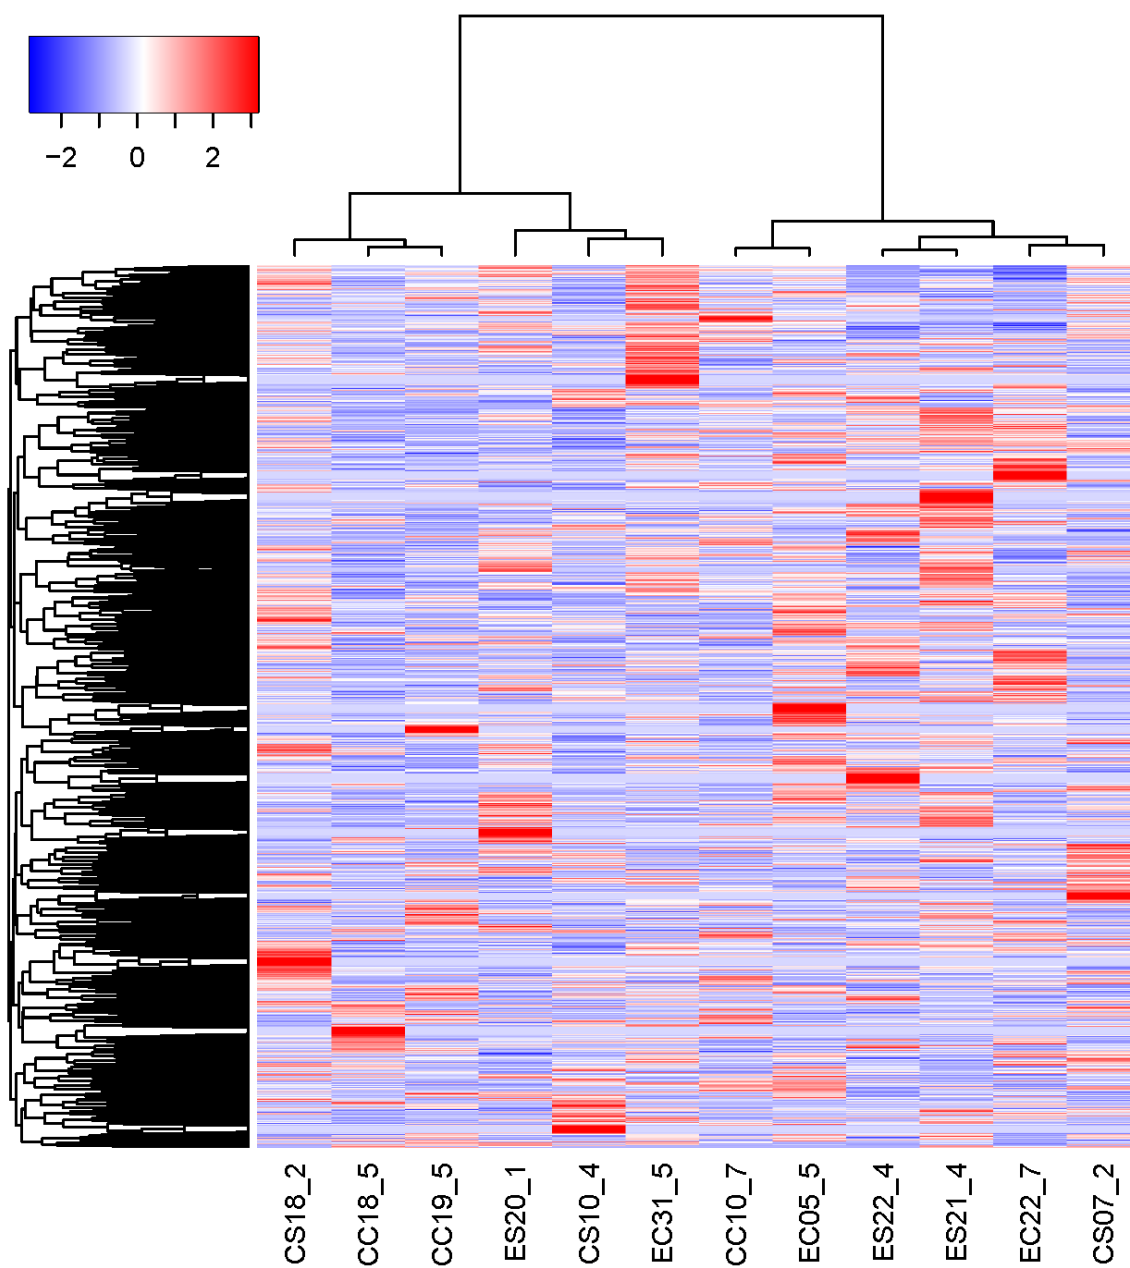 −2 0 2
CS18_2
CC18_5
CC19_5
ES20_1
CS10_4
EC31_5
CC10_7
EC05_5
ES22_4
ES21_4
EC22_7
CS07_2